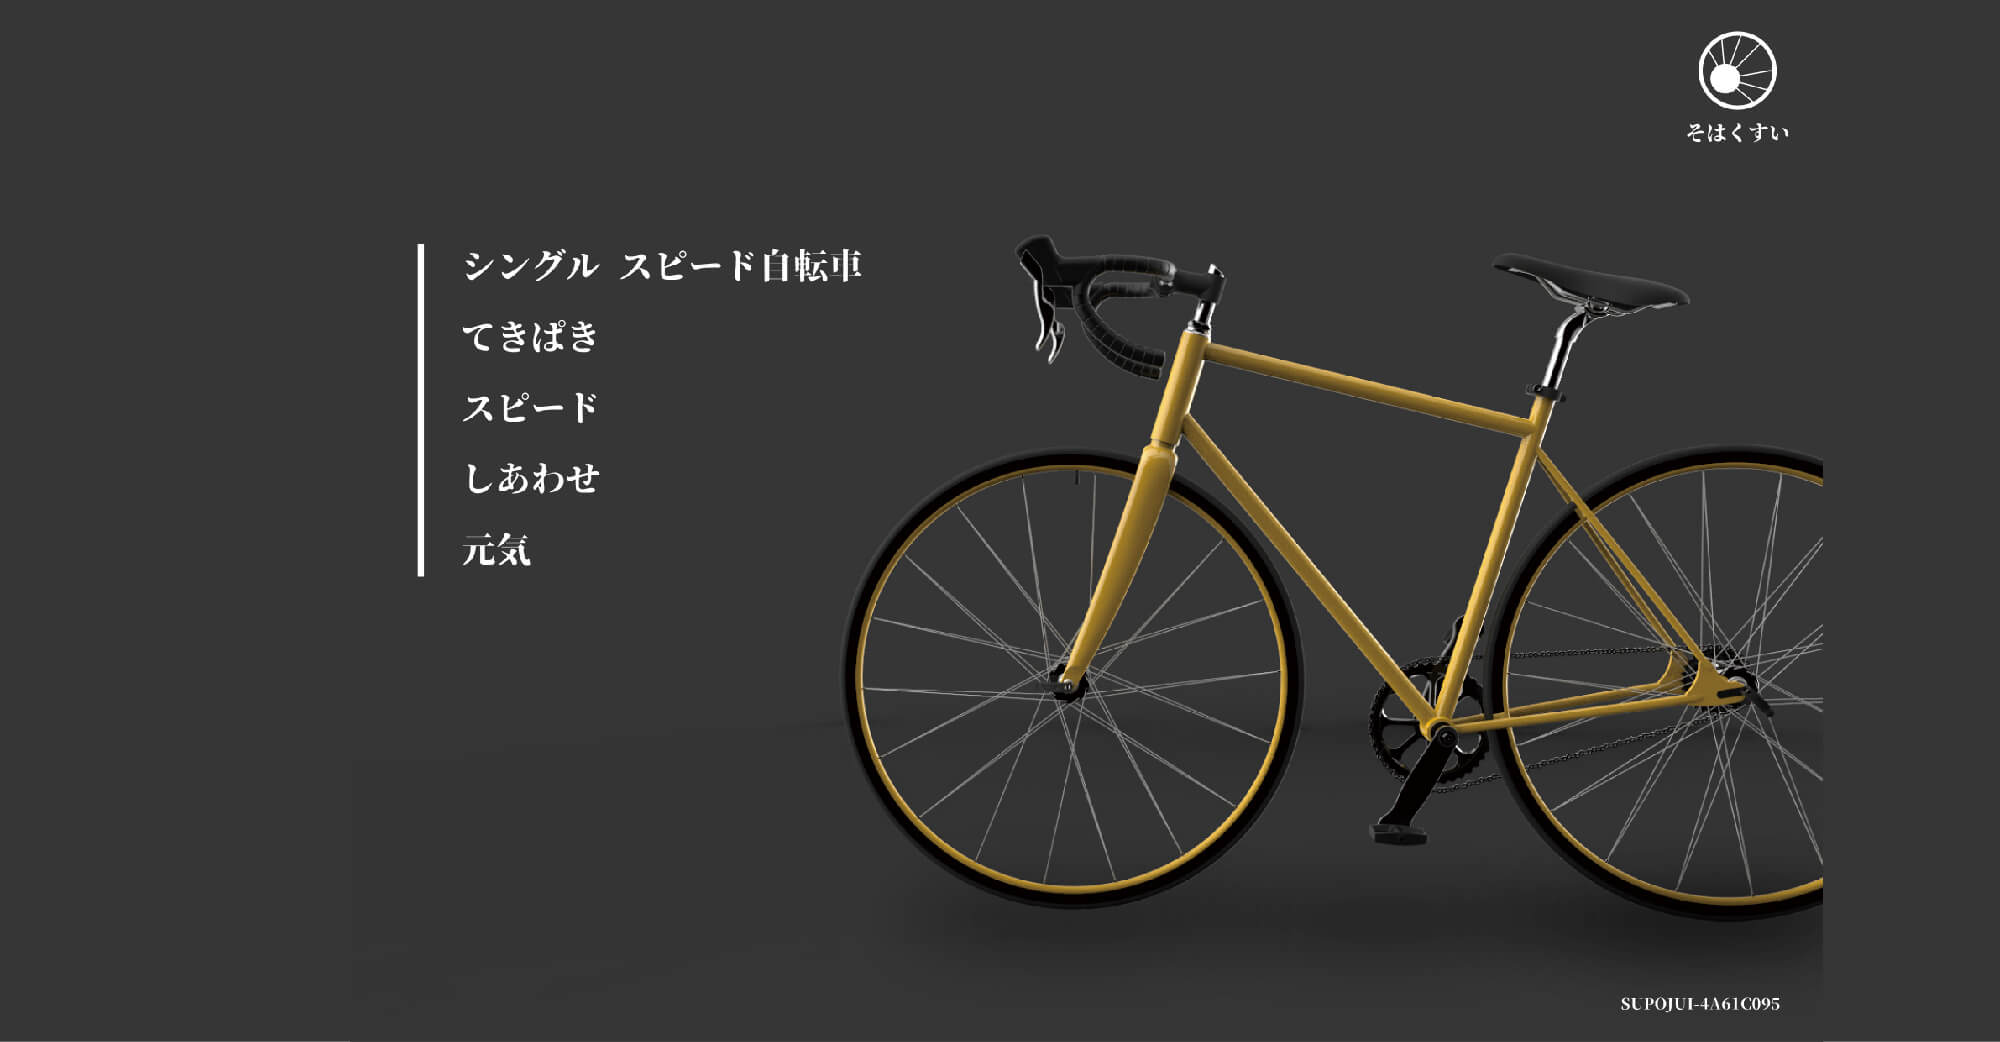 そはくすい
シングル スピード自転車
てきぱき
スピード
しあわせ
元気
SUPOJUI-4A61C095